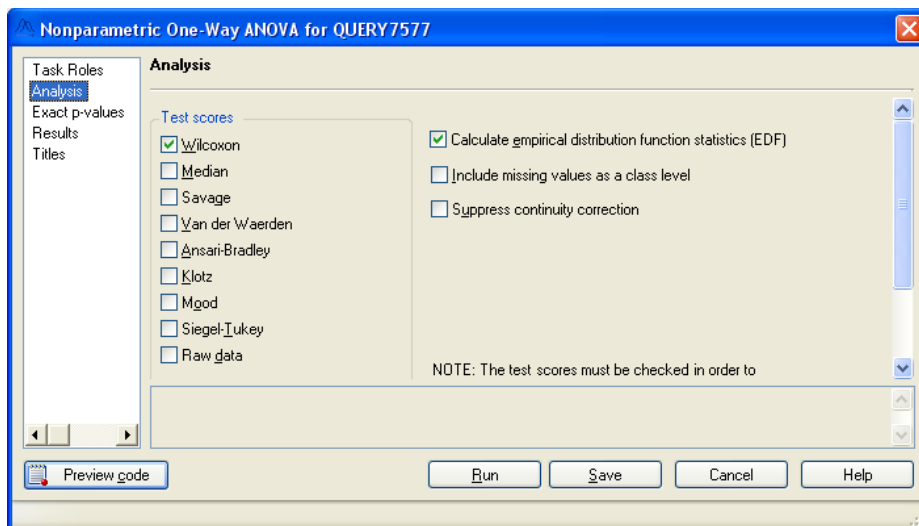 Nonparametric One-Way ANOVA for QUERY7577
Task Roles
Analysis
Exact p-values
Results
Titles
Analysis
Test scores
Wilcoxon
Median
Savage
Van der Waerden
Ansari-Bradley
Klotz
Mood
Siegel-Tukey
Raw data
Calculate empirical distribution function statistics (EDF)
Include missing values as a class level
Suppress continuity correction
NOTE: The test scores must be checked in order to
Preview code
Run
Save
Cancel
Help